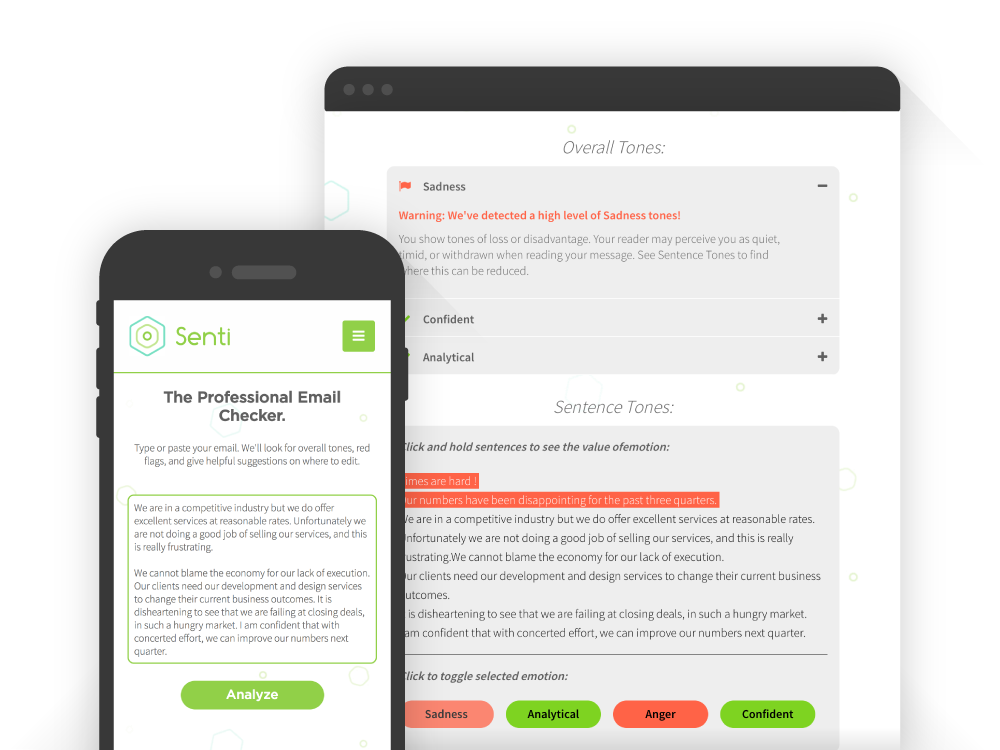 Overall Tones:
Sadness
Warning: We've detected a high level of Sadness tones!
You show tones of loss or disadvantage. Your reader may perceive you as quiet,
timid, or withdrawn when reading your message. See Sentence Tones to find
where this can be reduced.
Confident
Analytical
Sentence Tones:
Click and hold sentences to see the value ofemotion:
imes are hard !
Our numbers have been disappointing for the past three quarters.
We are in a competitive industry but we do offer excellent services at reasonable rates.
Unfortunately we are not doing a good job of selling our services, and this is really
frustrating.We cannot blame the economy for our lack of execution.
Our clients need our development and design services to change their current business
outcomes.
is disheartening to see that we are failing at closing deals, in such a hungry market.
am confident that with concerted effort, we can improve our numbers next quarter.
Click to toggle selected emotion:
Sadness
Analytical
Anger
Confident
Senti
The Professional Email
Checker.
Type or paste your email. We'll look for overall tones, red
flags, and give helpful suggestions on where to edit.
We are in a competitive industry but we do offer
excellent services at reasonable rates. Unfortunately we
are not doing a good job of selling our services, and this
is really frustrating.
We cannot blame the economy for our lack of execution.
Our clients need our development and design services
to change their current business outcomes. It is
disheartening to see that we are failing at closing deals,
in such a hungry market. I am confident that with
concerted effort, we can improve our numbers next
quarter.
Analyze